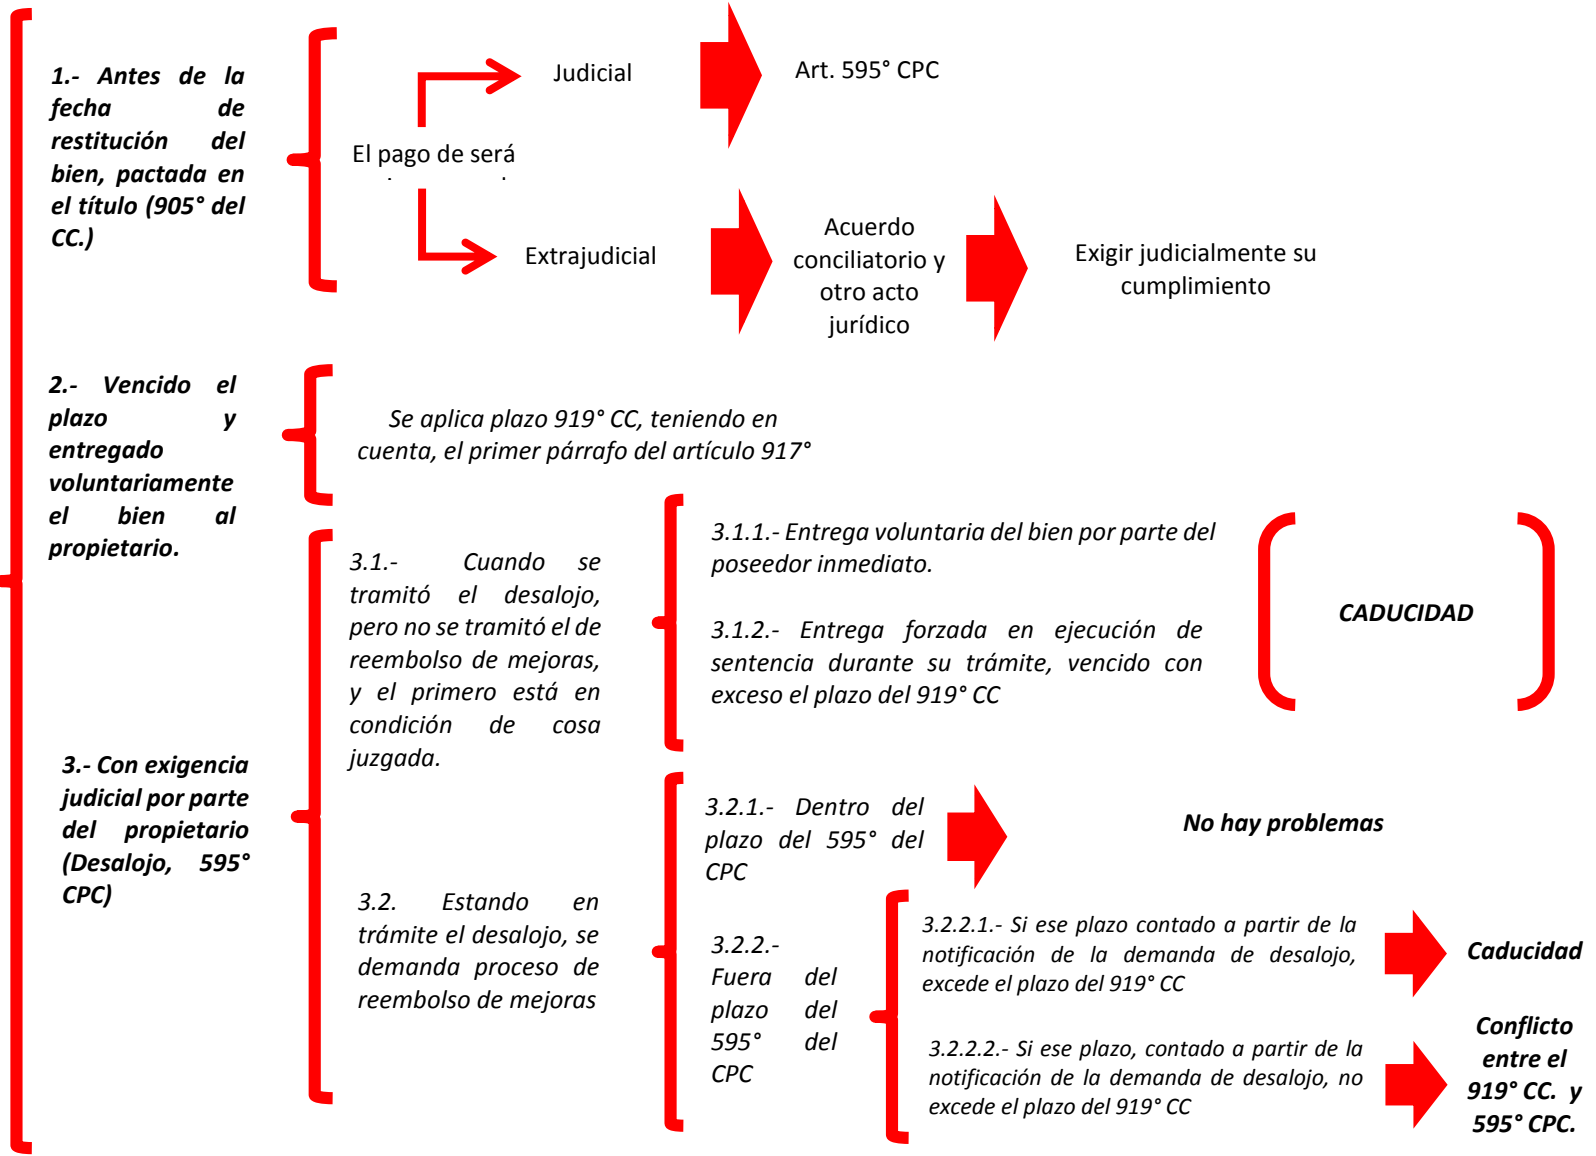 1.- Antes de la
fecha de
restitución del
bien, pactada en
el título (905° del
CC.)
El pago de será
Judicial
Art. 595° CPC
Extrajudicial
Acuerdo
conciliatorio y
otro acto
jurídico
Exigir judicialmente su
cumplimiento
2.- Vencido el
plazo y
entregado
voluntariamente
el bien al
propietario.
Se aplica plazo 919° CC, teniendo en
cuenta, el primer párrafo del artículo 917°
3.- Con exigencia
judicial por parte
del propietario
(Desalojo, 595°
CPC)
3.1.- Cuando se
tramitó el desalojo,
pero no se tramitó el de
reembolso de mejoras,
y el primero está en
condición de cosa
juzgada.
3.1.1.- Entrega voluntaria del bien por parte del
poseedor inmediato.
3.1.2.- Entrega forzada en ejecución de
sentencia durante su trámite, vencido con
exceso el plazo del 919° CC
CADUCIDAD
3.2. Estando en
trámite el desalojo, se
demanda proceso de
reembolso de mejoras
3.2.1.- Dentro del
plazo del 595° del
CPC
No hay problemas
3.2.2.-
Fuera del
plazo del
595° del
CPC
3.2.2.1.- Si ese plazo contado a partir de la
notificación de la demanda de desalojo,
excede el plazo del 919° CC
Caducidad
3.2.2.2.- Si ese plazo, contado a partir de la
notificación de la demanda de desalojo, no
excede el plazo del 919° CC
Conflicto
entre el
919° CC. y
595° CPC.